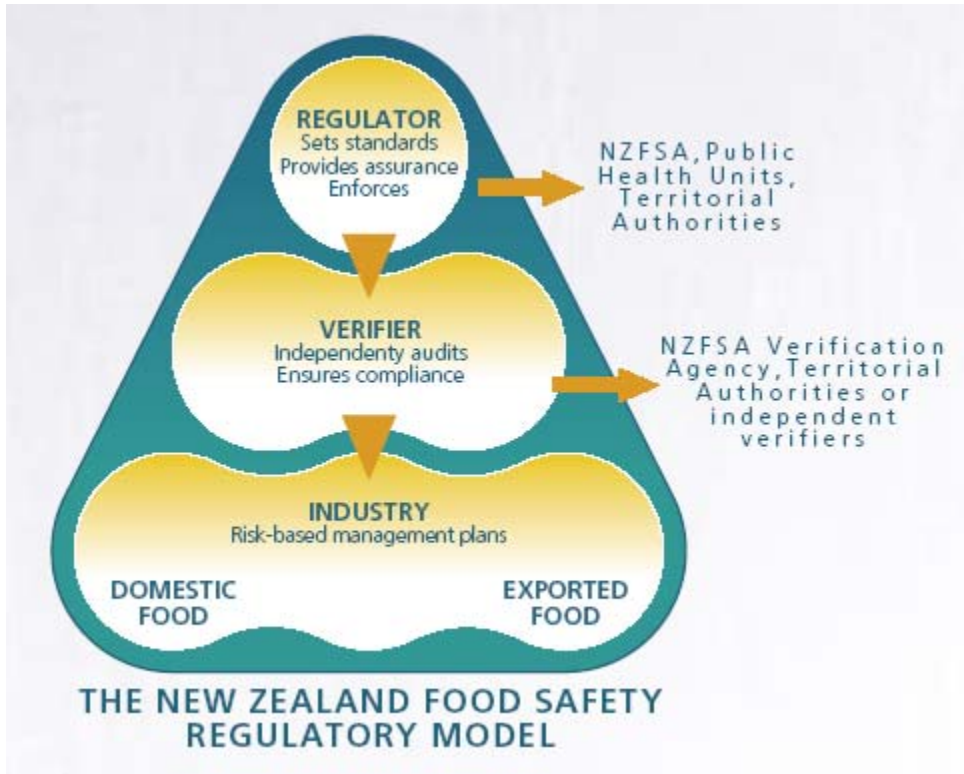 REGULATOR
Sets standards
Provides assurance
Enforces
NZFSA, Public
Health Units,
Territorial
Authorities
VERIFIER
Independenty audits
Ensures compliance
NZFSA Verification
Agency, Territorial
Authorities or
independent
verifiers
INDUSTRY
Risk-based management plans
DOMESTIC
FOOD
EXPORTED
FOOD
THE NEW ZEALAND FOOD SAFETY
REGULATORY MODEL